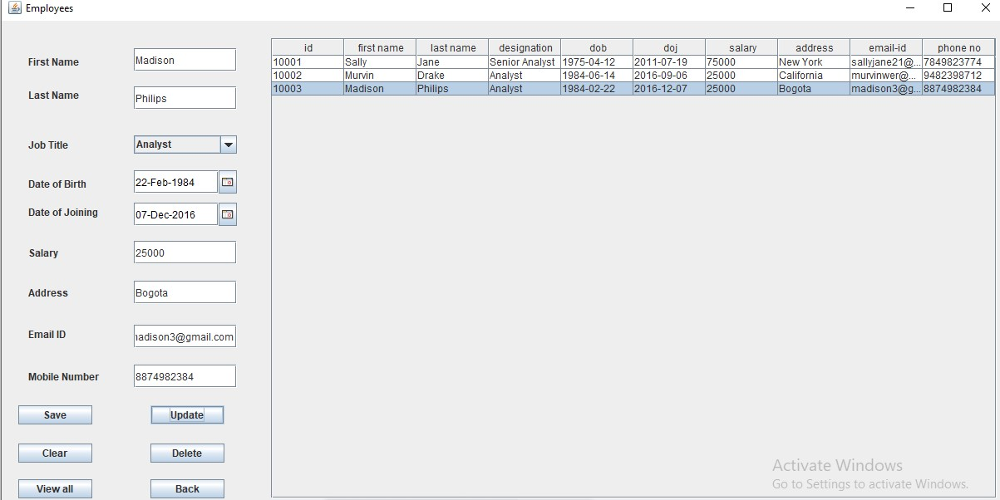 Employees
First Name Madison
Last Name Philips
Job Title Analyst
Date of Birth 22-Feb-1984
Date of Joining 07-Dec-2016
Salary 25000
Address Bogota
Email ID adison3@gmail.com
Mobile Number 8874982384
Save Update
Clear Delete
View all Back
id first name last name designation dob doj salary address email-id phone no
10001 Sally Jane Senior Analyst 1975-04-12 2011-07-19 75000 New York sallyjane21@... 7849823774
10002 Murvin Drake Analyst 1984-06-14 2016-09-06 25000 California murvinwer@... 9482398712
10003 Madison Philips Analyst 1984-02-22 2016-12-07 25000 Bogota madison3@g... 8874982384
Activate Windows
Go to Settings to activate Windows.